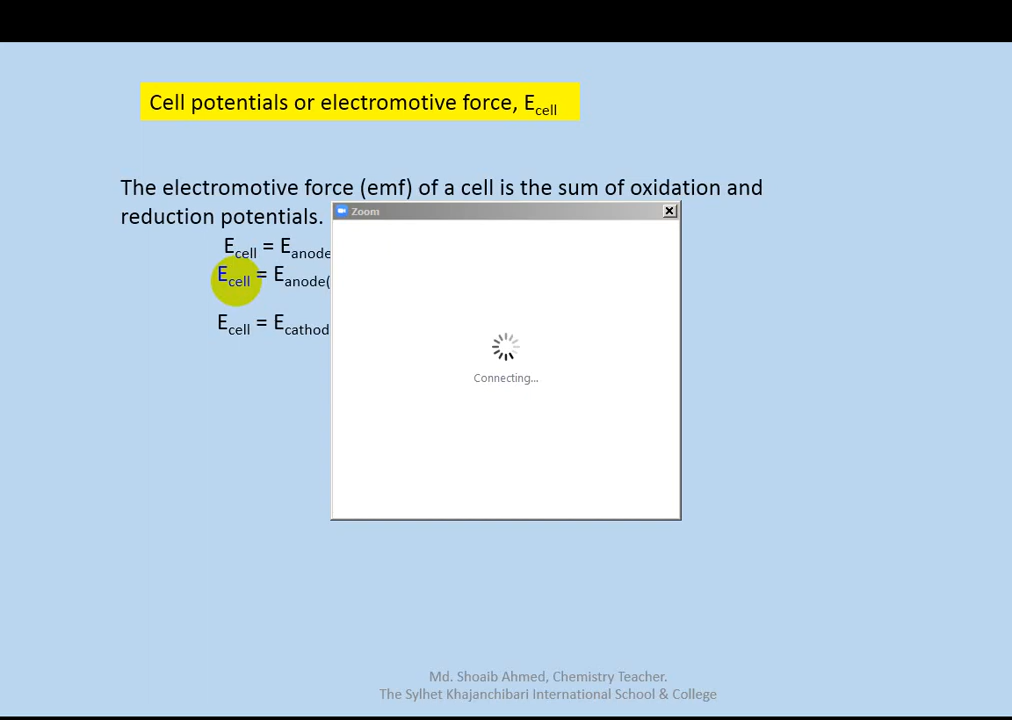 Cell potentials or electromotive force, Ecell
The electromotive force (emf) of a cell is the sum of oxidation and
reduction potentials.
Zoom
Ecell = Eanode
Ecell = Eanode(
Ecell = Ecathod
Connecting...
Md. Shoaib Ahmed, Chemistry Teacher.
The Sylhet Khajanchibari International School & College